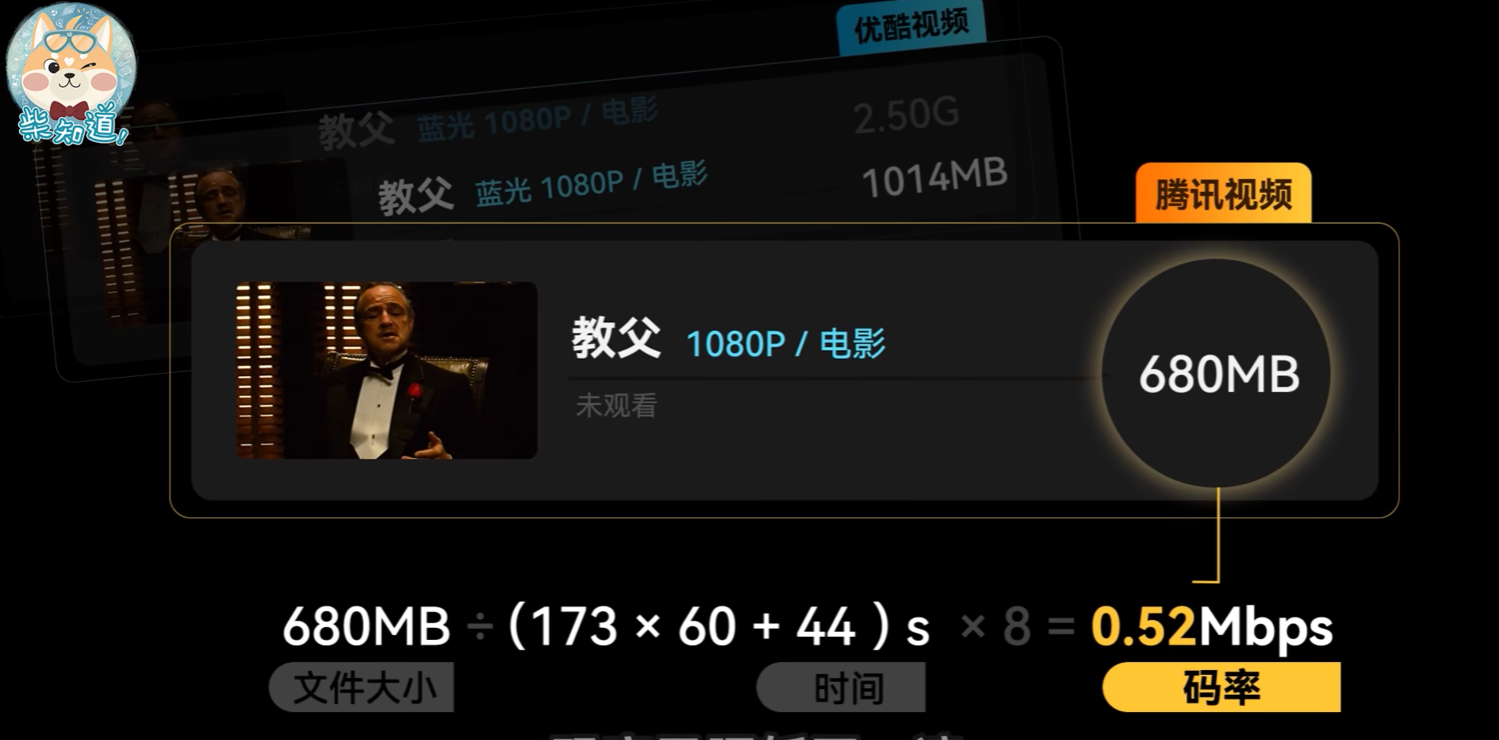 柴知道!
优酷视频
教父 蓝光 1080P / 电影 2.50G
教父 蓝光 1080P / 电影 1014MB
腾讯视频
教父 1080P / 电影
680MB
未观看
680MB ÷ (173 × 60 + 44 ) s × 8 = 0.52Mbps
文件大小 时间 码率